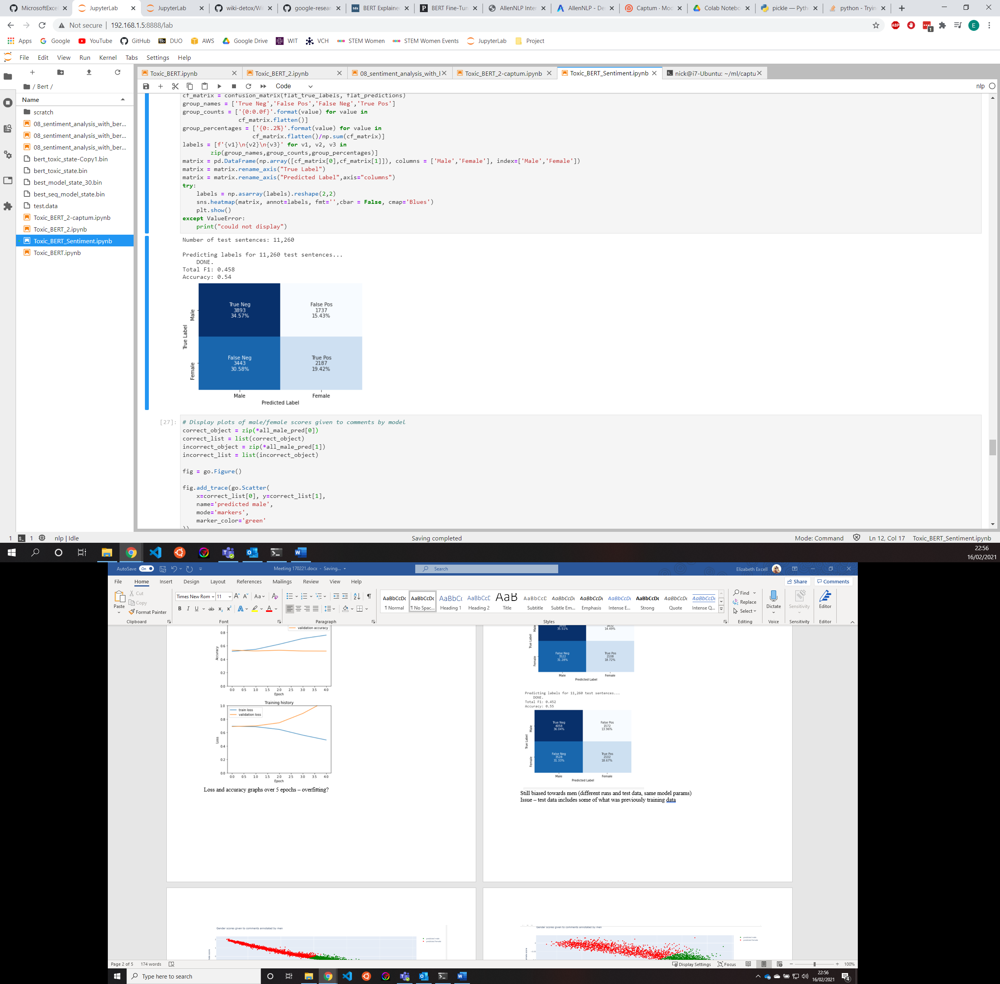 MicrosoftExcel
JupyterLab
JupyterLab
wiki-detox/Wi
google-resear
BERT Explaine
BERT Fine-Tun
AllenNLP Inte
AllenNLP - De
Captum · Mod
Colab Notebo
pickle — Pyth
python - Tryin
Not secure | 192.168.1.5:8888/lab
Apps Google YouTube GitHub DUO AWS Google Drive WIT VCH STEM Women STEM Women Events JupyterLab Project
File Edit View Run Kernel Tabs Settings Help
/ Bert /
Name
scratch
08_sentiment_analysis_with_ber...
08_sentiment_analysis_with_ber...
08_sentiment_analysis_with_ber...
bert_toxic_state-Copy1.bin
bert_toxic_state.bin
best_model_state_30.bin
best_seq_model_state.bin
test.data
Toxic_BERT_2-captum.ipynb
Toxic_BERT_2.ipynb
Toxic_BERT_Sentiment.ipynb
Toxic_BERT.ipynb
Toxic_BERT.ipynb
Toxic_BERT_2.ipynb
08_sentiment_analysis_with_l
Toxic_BERT_2-captum.ipynb
Toxic_BERT_Sentiment.ipynb
nick@i7-Ubuntu: ~/ml/captu
Code
nlp
cf_matrix = confusion_matrix(flat_true_labels, flat_predictions)
group_names = ['True Neg','False Pos','False Neg','True Pos']
group_counts = ['{0:0.0f}'.format(value) for value in
cf_matrix.flatten()]
group_percentages = ['{0:.2%}'.format(value) for value in
cf_matrix.flatten()/np.sum(cf_matrix)]
labels = [f'{v1}\n{v2}\n{v3}' for v1, v2, v3 in
zip(group_names,group_counts,group_percentages)]
matrix = pd.DataFrame(np.array([cf_matrix[0],cf_matrix[1]]), columns = ['Male','Female'], index=['Male','Female'])
matrix = matrix.rename_axis("True Label")
matrix = matrix.rename_axis("Predicted Label",axis="columns")
try:
labels = np.asarray(labels).reshape(2,2)
sns.heatmap(matrix, annot=labels, fmt='',cbar = False, cmap='Blues')
plt.show()
except ValueError:
print("could not display")
Number of test sentences: 11,260
Predicting labels for 11,260 test sentences...
DONE.
Total F1: 0.458
Accuracy: 0.54
True Neg
3893
34.57%
False Pos
1737
15.43%
False Neg
3443
30.58%
True Pos
2187
19.42%
Male
Female
True Label
Male
Female
Predicted Label
[27]:
# Display plots of male/female scores given to comments by model
correct_object = zip(*all_male_pred[0])
correct_list = list(correct_object)
incorrect_object = zip(*all_male_pred[1])
incorrect_list = list(incorrect_object)
fig = go.Figure()
fig.add_trace(go.Scatter(
x=correct_list[0], y=correct_list[1],
name='predicted male',
mode='markers',
marker_color='green'
))
1 1 nlp | Idle
Saving completed
Mode: Command
Ln 12, Col 17
Toxic_BERT_Sentiment.ipynb
22:56
16/02/2021
AutoSave On
Meeting 170221.docx - Saving...
Search
Elizabeth Excell
File Home Insert Design Layout References Mailings Review View Help
Share
Comments
Paste
Cut
Copy
Format Painter
Clipboard
Times New Rom
11
Font
Paragraph
AaBbCcDc ¶ Normal
AaBbCcDc ¶ No Spac...
AaBbCc Heading 1
AaBbCcE Heading 2
AaB Title
AaBbCcD Subtitle
AaBbCcDc Subtle Em...
AaBbCcDc Emphasis
AaBbCcDc Intense E...
AaBbCcDc Strong
AaBbCcDc Quote
AaBbCcDc Intense Q...
Styles
Find
Replace
Select
Editing
Dictate
Voice
Sensitivity
Sensitivity
Editor
Editor
validation accuracy
0.8
0.6
0.4
0.2
0.0
Accuracy
0.0 0.5 1.0 1.5 2.0 2.5 3.0 3.5 4.0
Epoch
Training history
train loss
validation loss
1.0
0.8
0.6
0.4
0.2
0.0
Loss
0.0 0.5 1.0 1.5 2.0 2.5 3.0 3.5 4.0
Epoch
Loss and accuracy graphs over 5 epochs – overfitting?
35.51%
14.49%
False Neg
3522
31.28%
True Pos
2108
18.72%
Male
Female
True Label
Male
Female
Predicted Label
Predicting labels for 11,260 test sentences...
DONE.
Total F1: 0.452
Accuracy: 0.55
True Neg
4058
36.04%
False Pos
1572
13.96%
False Neg
3528
31.33%
True Pos
2102
18.67%
Male
Female
True Label
Male
Female
Predicted Label
Still biased towards men (different runs and test data, same model params)
Issue – test data includes some of what was previously training data
Gender scores given to comments annotated by men
predicted male
predicted female
Gender scores given to comments annotated by men
predicted male
predicted female
Page 2 of 5
174 words
Display Settings
Focus
100%
Type here to search
22:56
16/02/2021
4